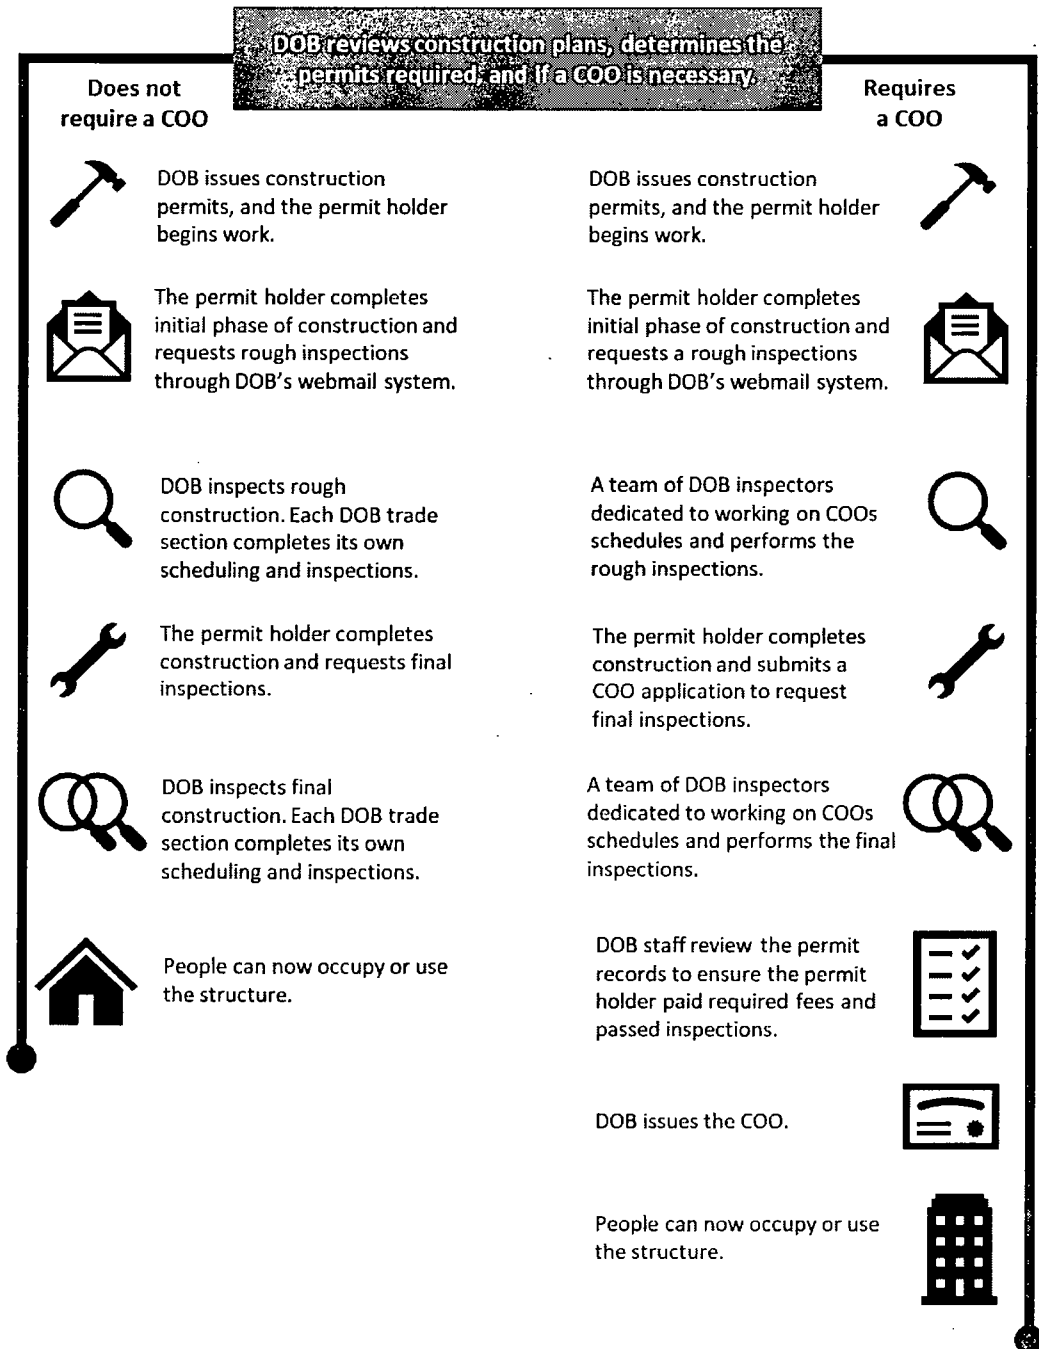 DOB reviews construction plans, determines the
permits required, and if a COO is necessary.
Does not
require a COO
DOB issues construction
permits, and the permit holder
begins work.
The permit holder completes
initial phase of construction and
requests rough inspections
through DOB's webmail system.
DOB inspects rough
construction. Each DOB trade
section completes its own
scheduling and inspections.
The permit holder completes
construction and requests final
inspections.
DOB inspects final
construction. Each DOB trade
section completes its own
scheduling and inspections.
People can now occupy or use
the structure.
Requires
a COO
DOB issues construction
permits, and the permit holder
begins work.
The permit holder completes
initial phase of construction and
requests a rough inspections
through DOB's webmail system.
A team of DOB inspectors
dedicated to working on COOs
schedules and performs the
rough inspections.
The permit holder completes
construction and submits a
COO application to request
final inspections.
A team of DOB inspectors
dedicated to working on COOs
schedules and performs the final
inspections.
DOB staff review the permit
records to ensure the permit
holder paid required fees and
passed inspections.
DOB issues the COO.
People can now occupy or use
the structure.